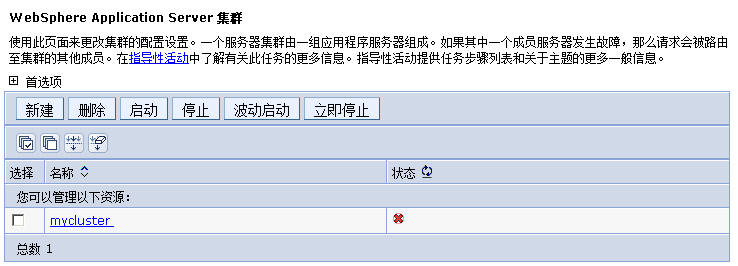 WebSphere Application Server 集群
使用此页面来更改集群的配置设置。一个服务器集群由一组应用程序服务器组成。如果其中一个成员服务器发生故障，那么请求会被路由
至集群的其他成员。在指导性活动中了解有关此任务的更多信息。指导性活动提供任务步骤列表和关于主题的更多一般信息。
首选项
新建 删除 启动 停止 波动启动 立即停止
选择 名称 状态
您可以管理以下资源：
mycluster
总数 1